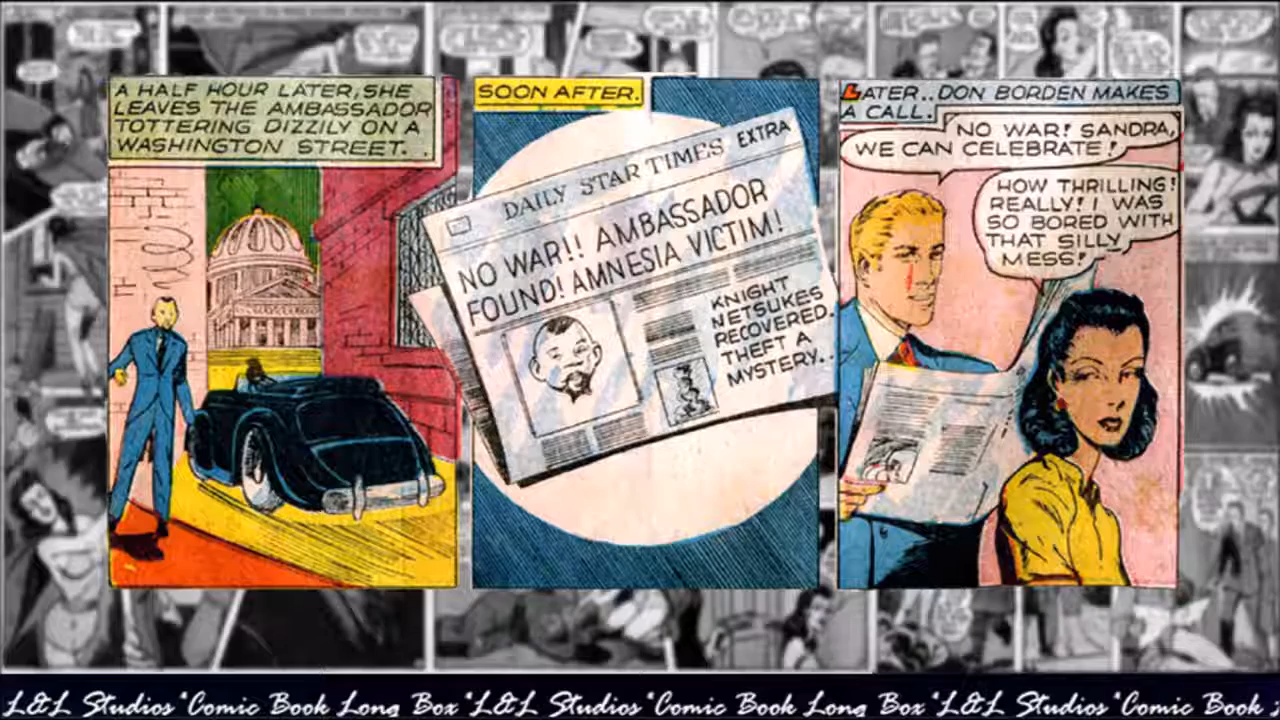 A HALF HOUR LATER, SHE
LEAVES THE AMBASSADOR
TOTTERING DIZZILY ON A
WASHINGTON STREET. .
SOON AFTER.
DAILY STAR TIMES EXTRA
NO WAR!! AMBASSADOR
FOUND! AMNESIA VICTIM!
KNIGHT
NETSUKES
RECOVERED.
THEFT A
MYSTERY. .
LATER.. DON BORDEN MAKES
A CALL.
NO WAR! SANDRA,
WE CAN CELEBRATE!
HOW THRILLING!
REALLY! I WAS
SO BORED WITH
THAT SILLY
MESS!
L&L Studios*Comic Book Long Box*L&L Studios*Comic Book Long Box*L&L Studios*Comic Book